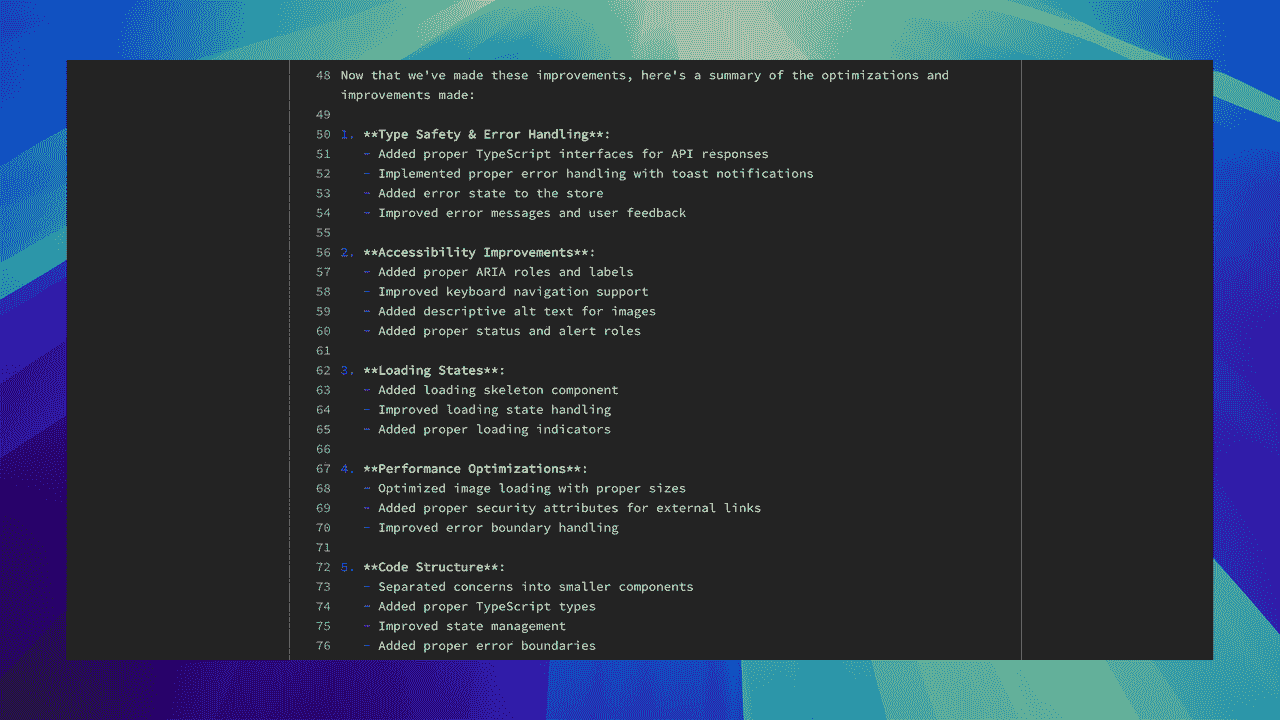 48 Now that we've made these improvements, here's a summary of the optimizations and
improvements made:
49
50 1. **Type Safety & Error Handling**:
51 - Added proper TypeScript interfaces for API responses
52 - Implemented proper error handling with toast notifications
53 - Added error state to the store
54 - Improved error messages and user feedback
55
56 2. **Accessibility Improvements**:
57 - Added proper ARIA roles and labels
58 - Improved keyboard navigation support
59 - Added descriptive alt text for images
60 - Added proper status and alert roles
61
62 3. **Loading States**:
63 - Added loading skeleton component
64 - Improved loading state handling
65 - Added proper loading indicators
66
67 4. **Performance Optimizations**:
68 - Optimized image loading with proper sizes
69 - Added proper security attributes for external links
70 - Improved error boundary handling
71
72 5. **Code Structure**:
73 - Separated concerns into smaller components
74 - Added proper TypeScript types
75 - Improved state management
76 - Added proper error boundaries